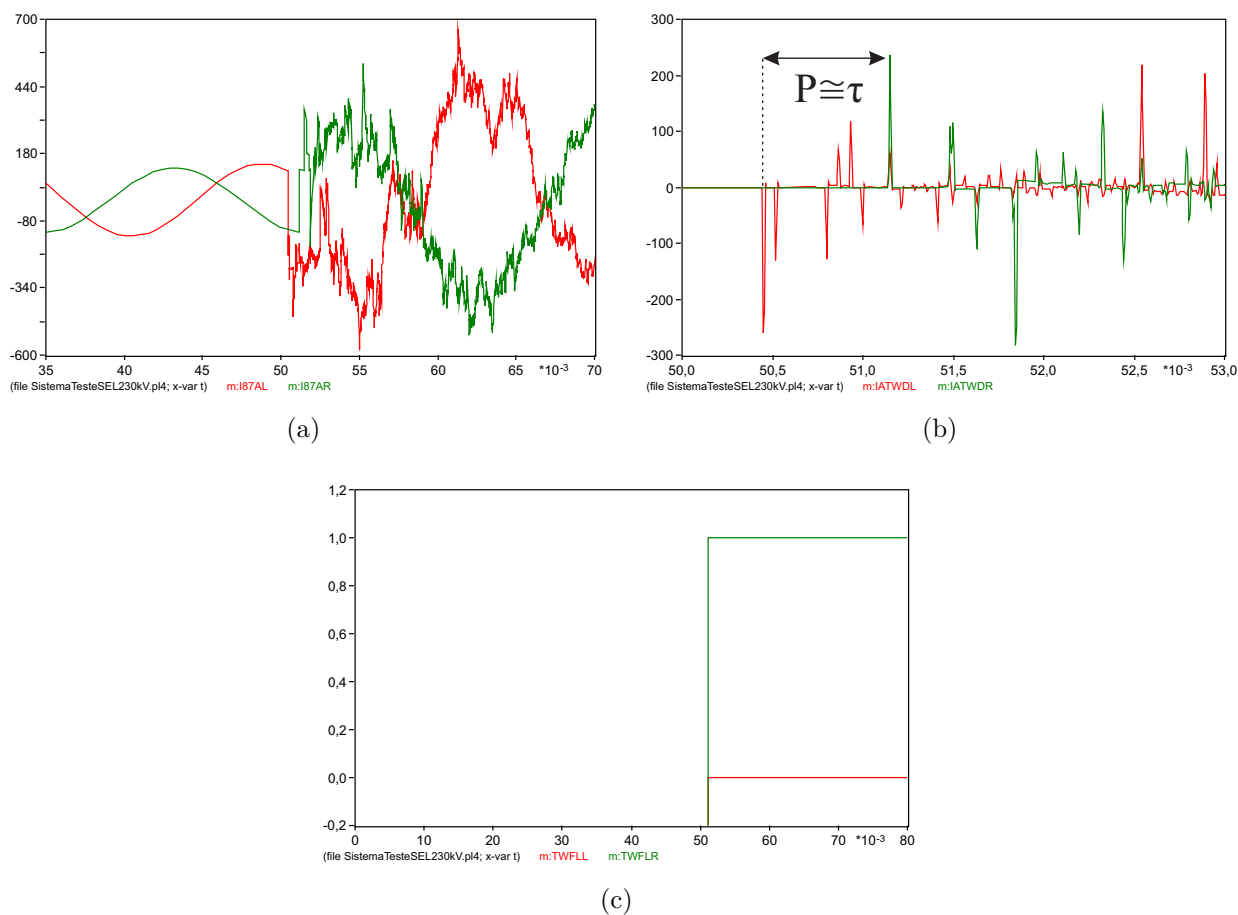 700
440
180
-80
-340
-600
35 40 45 50 55 60 65 *10-3 70
(file SistemaTesteSEL230kV.pl4; x-var t) m:I87AL m:I87AR
(a)
300
200
100
0
-100
-200
-300
P≅τ
50,0 50,5 51,0 51,5 52,0 52,5 *10-3 53,0
(file SistemaTesteSEL230kV.pl4; x-var t) m:IATWDL m:IATWDR
(b)
1,2
1,0
0,8
0,6
0,4
0,2
0,0
-0,2
0 10 20 30 40 50 60 70 *10-3 80
(file SistemaTesteSEL230kV.pl4; x-var t) m:TWFLL m:TWFLR
(c)